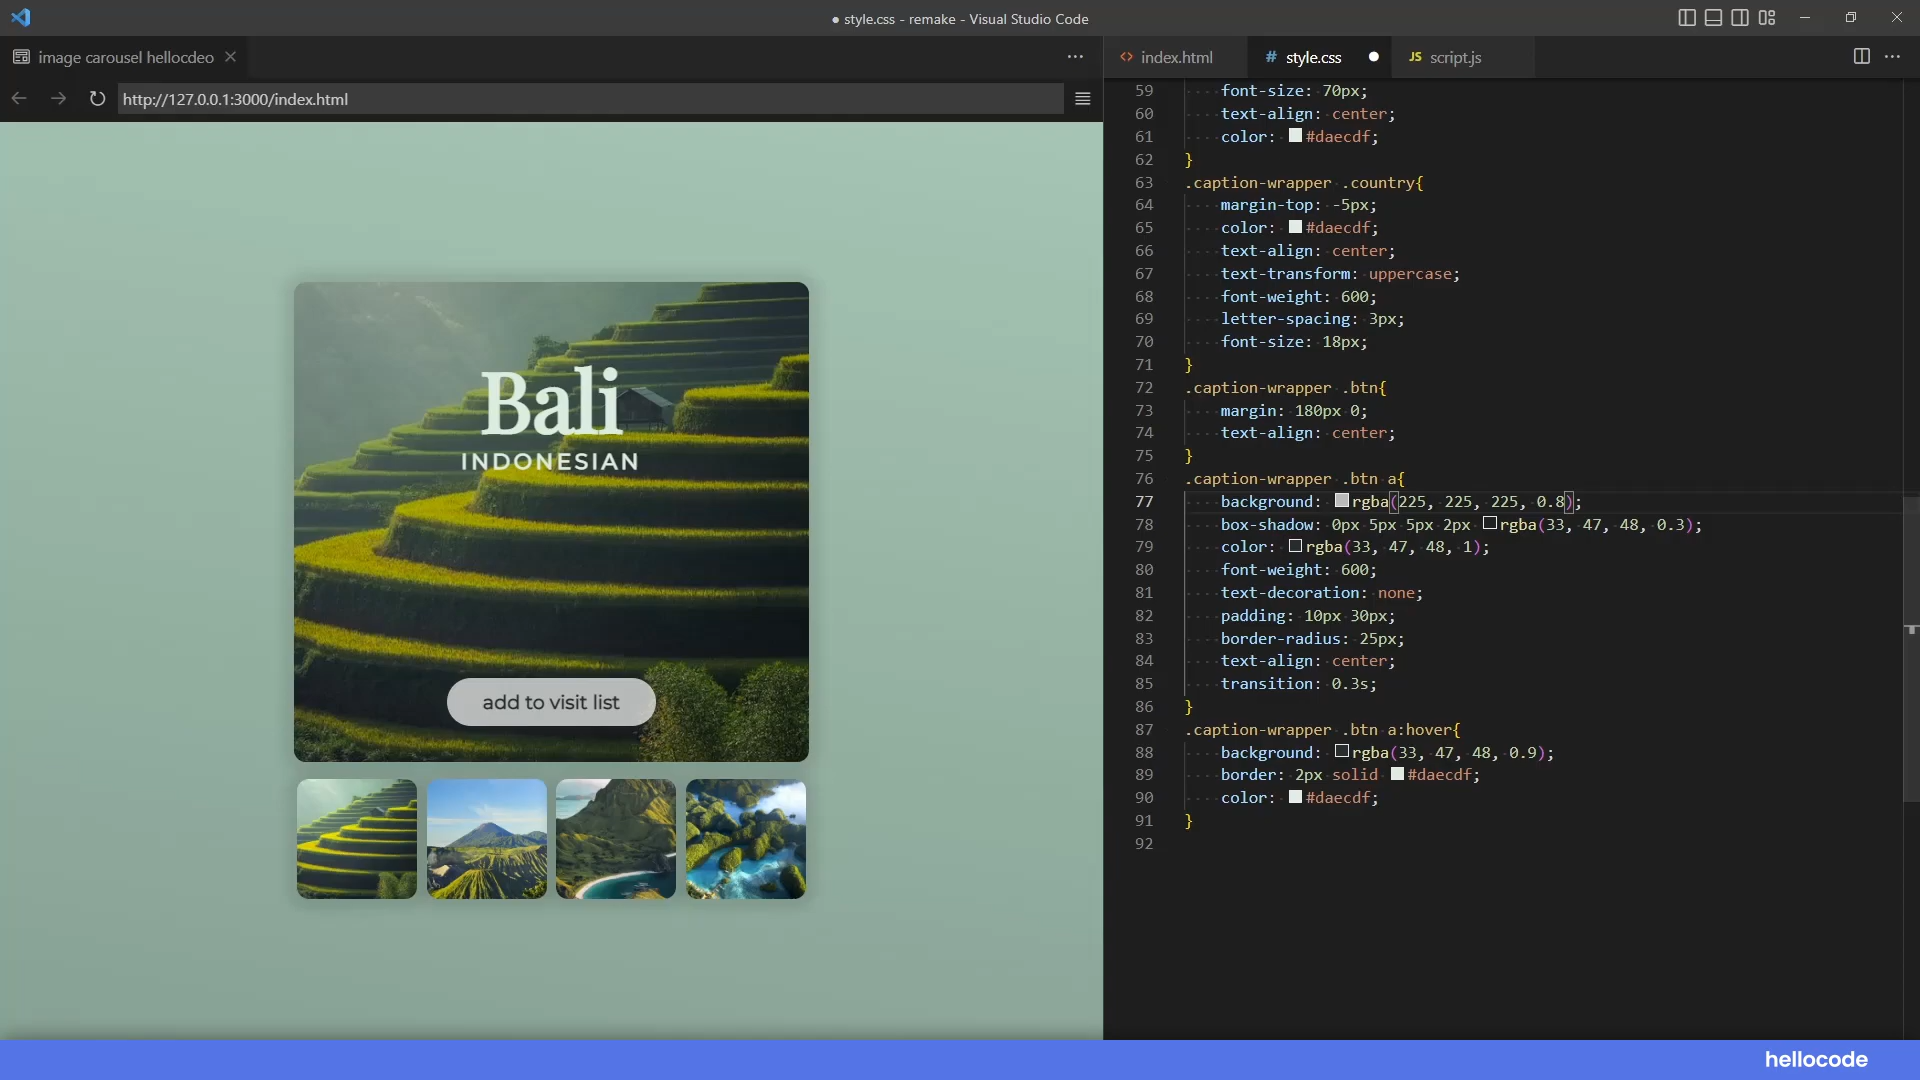 ● style.css - remake - Visual Studio Code
image carousel hellocdeo
index.html
# style.css
JS script.js
http://127.0.0.1:3000/index.html
Bali
INDONESIAN
add to visit list
59 font-size: 70px;
60 text-align: center;
61 color: #daecdf;
62 }
63 .caption-wrapper .country{
64 margin-top: -5px;
65 color: #daecdf;
66 text-align: center;
67 text-transform: uppercase;
68 font-weight: 600;
69 letter-spacing: 3px;
70 font-size: 18px;
71 }
72 .caption-wrapper .btn{
73 margin: 180px 0;
74 text-align: center;
75 }
76 .caption-wrapper .btn a{
77 background: rgba(225, 225, 225, 0.8);
78 box-shadow: 0px 5px 5px 2px rgba(33, 47, 48, 0.3);
79 color: rgba(33, 47, 48, 1);
80 font-weight: 600;
81 text-decoration: none;
82 padding: 10px 30px;
83 border-radius: 25px;
84 text-align: center;
85 transition: 0.3s;
86 }
87 .caption-wrapper .btn a:hover{
88 background: rgba(33, 47, 48, 0.9);
89 border: 2px solid #daecdf;
90 color: #daecdf;
91 }
92
hellocode